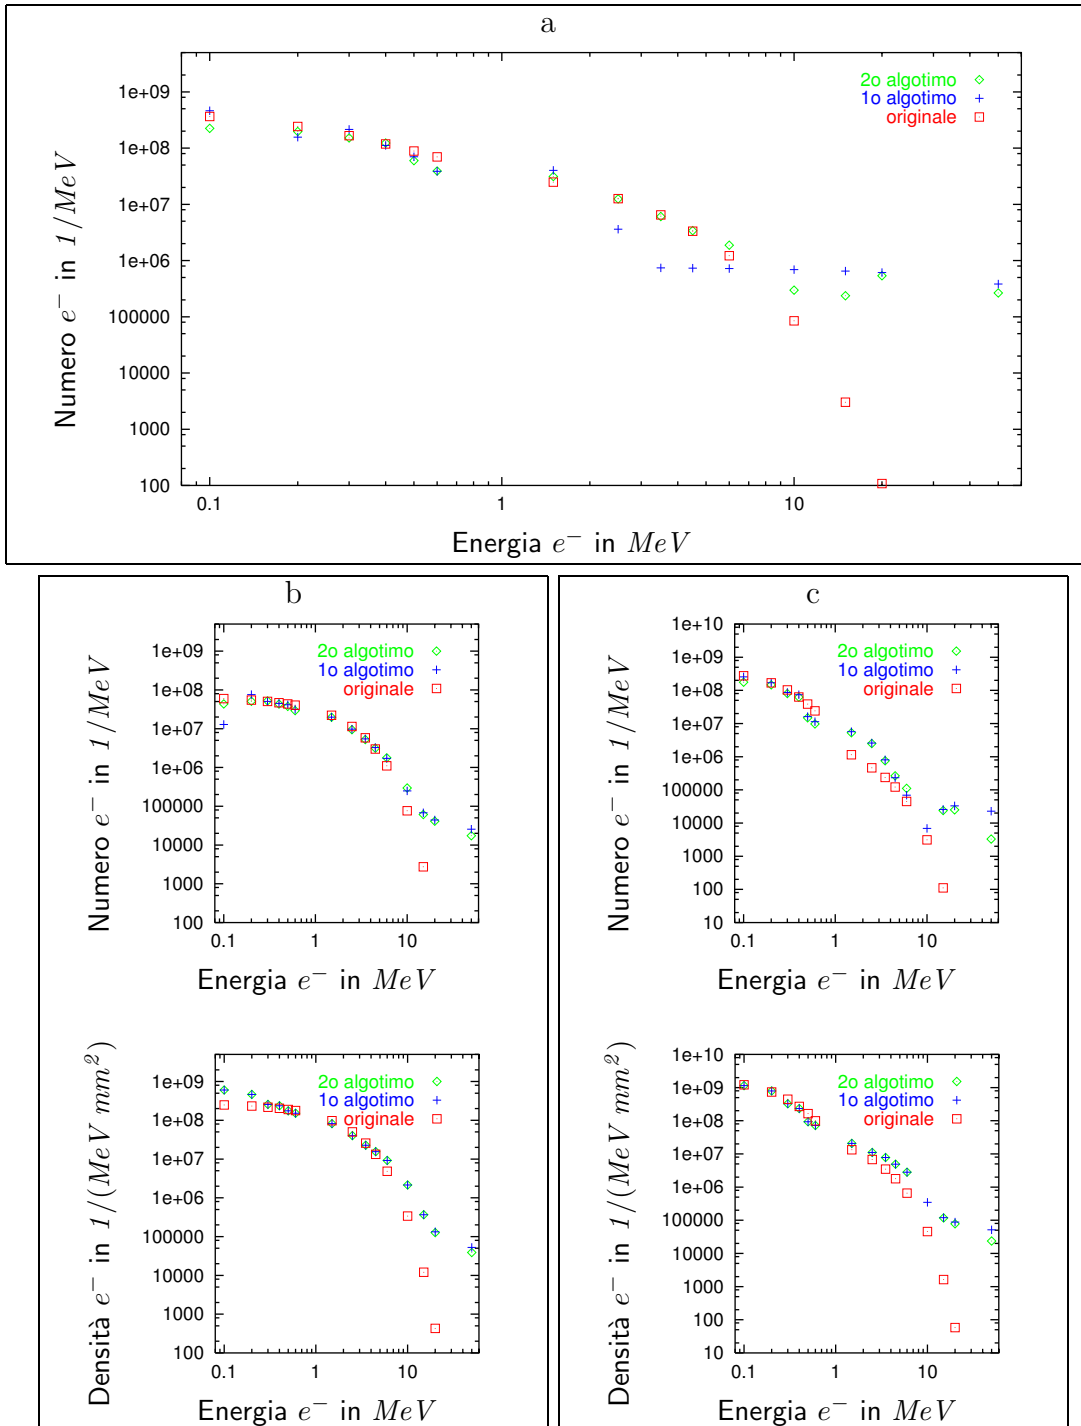 a
2o algotimo
1o algotimo
originale
1e+09
1e+08
1e+07
1e+06
100000
10000
1000
100
0.1 1 10
Numero e⁻ in 1/MeV
Energia e⁻ in MeV
b
2o algotimo
1o algotimo
originale
1e+09
1e+08
1e+07
1e+06
100000
10000
1000
100
0.1 1 10
Numero e⁻ in 1/MeV
Energia e⁻ in MeV
2o algotimo
1o algotimo
originale
1e+09
1e+08
1e+07
1e+06
100000
10000
1000
100
0.1 1 10
Densità e⁻ in 1/(MeV mm²)
Energia e⁻ in MeV
c
2o algotimo
1o algotimo
originale
1e+10
1e+09
1e+08
1e+07
1e+06
100000
10000
1000
100
10
0.1 1 10
Numero e⁻ in 1/MeV
Energia e⁻ in MeV
2o algotimo
1o algotimo
originale
1e+10
1e+09
1e+08
1e+07
1e+06
100000
10000
1000
100
10
0.1 1 10
Densità e⁻ in 1/(MeV mm²)
Energia e⁻ in MeV